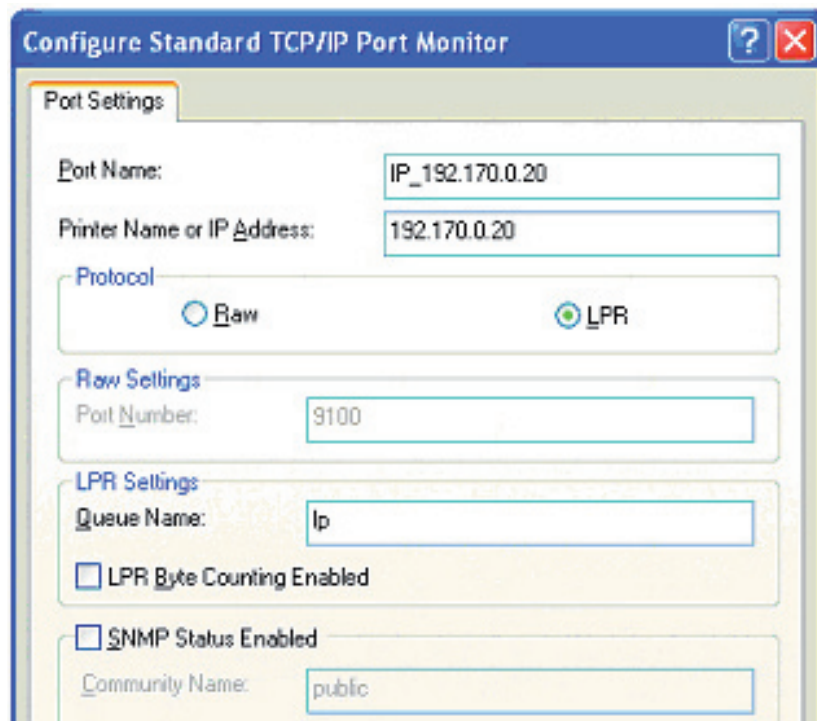 Configure Standard TCP/IP Port Monitor
Port Settings
Port Name: IP_192.170.0.20
Printer Name or IP Address: 192.170.0.20
Protocol
Raw LPR
Raw Settings
Port Number: 9100
LPR Settings
Queue Name: lp
LPR Byte Counting Enabled
SNMP Status Enabled
Community Name: public